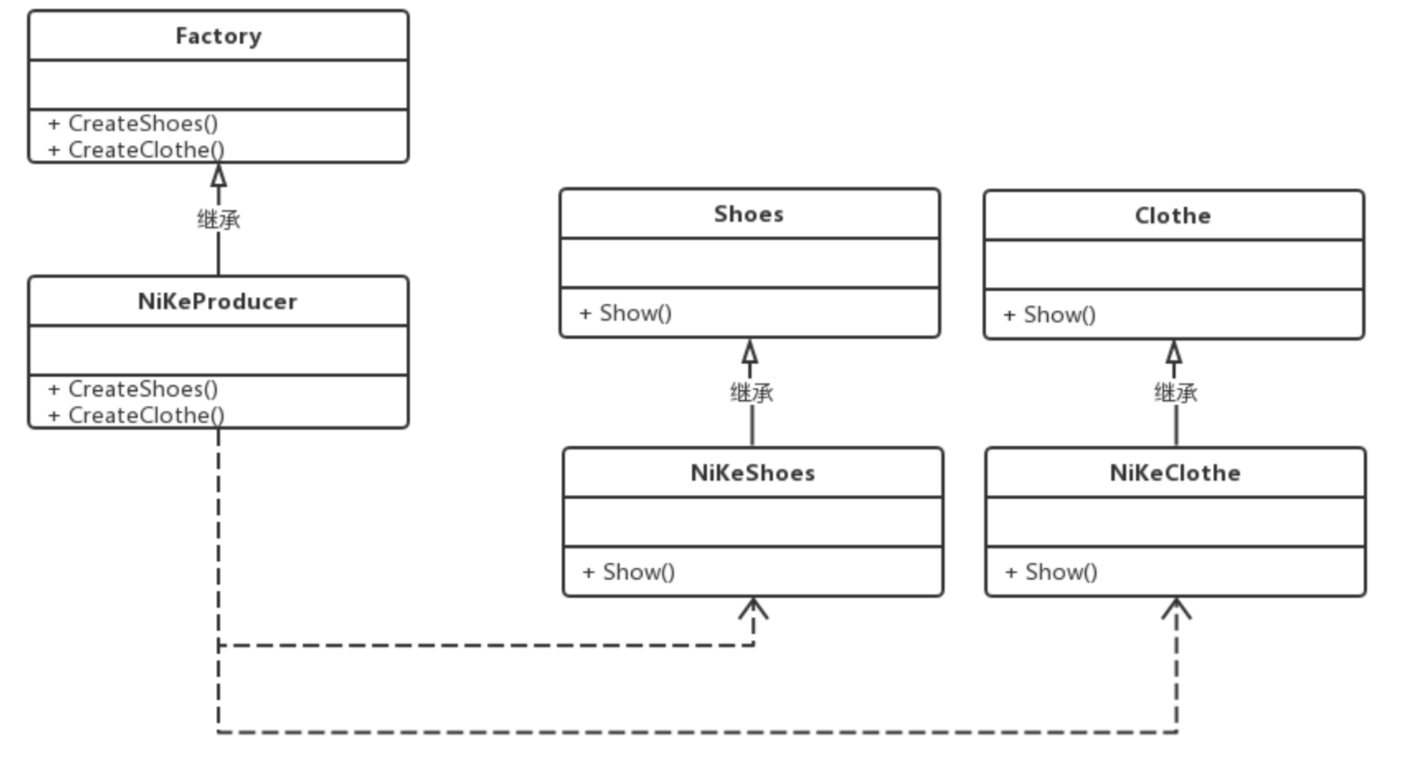 Factory
+ CreateShoes()
+ CreateClothe()
继承
NiKeProducer
+ CreateShoes()
+ CreateClothe()
Shoes
+ Show()
继承
NiKeShoes
+ Show()
Clothe
+ Show()
继承
NiKeClothe
+ Show()